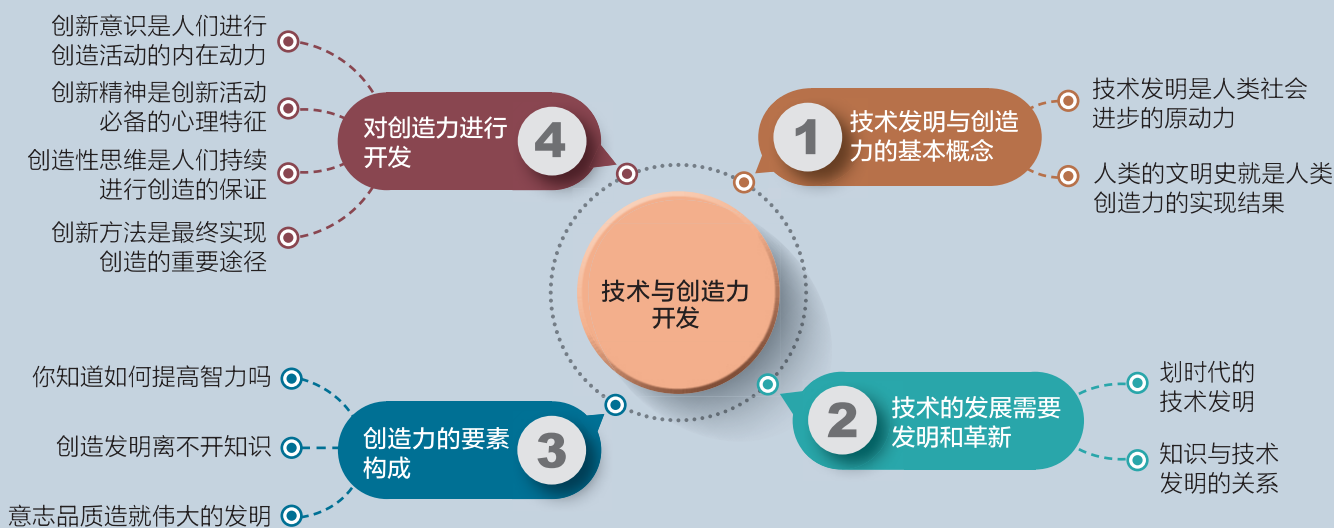 技术与创造力
开发
1
技术发明与创造
力的基本概念
技术发明是人类社会
进步的原动力
人类的文明史就是人类
创造力的实现结果
2
技术的发展需要
发明和革新
划时代的
技术发明
知识与技术
发明的关系
3
创造力的要素
构成
你知道如何提高智力吗
创造发明离不开知识
意志品质造就伟大的发明
4
对创造力进行
开发
创新意识是人们进行
创造活动的内在动力
创新精神是创新活动
必备的心理特征
创造性思维是人们持续
进行创造的保证
创新方法是最终实现
创造的重要途径